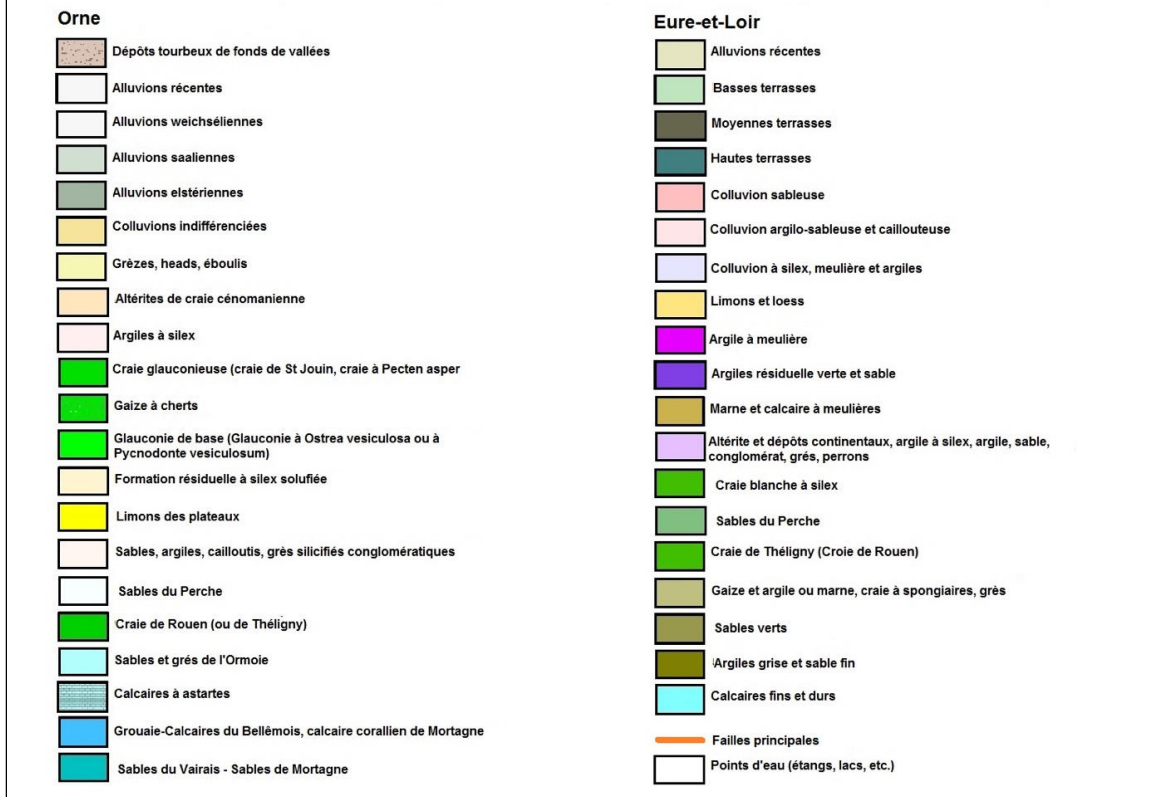 Orne
Dépôts tourbeux de fonds de vallées
Alluvions récentes
Alluvions weichséliennes
Alluvions saaliennes
Alluvions elstériennes
Colluvions indifférenciées
Grèzes, heads, éboulis
Altérites de craie cénomanienne
Argiles à silex
Craie glauconieuse (craie de St Jouin, craie à Pecten asper
Gaize à cherts
Glauconie de base (Glauconie à Ostrea vesiculosa ou à
Pycnodonte vesiculosum)
Formation résiduelle à silex solufiée
Limons des plateaux
Sables, argiles, cailloutis, grès silicifiés conglomératiques
Sables du Perche
Craie de Rouen (ou de Théligny)
Sables et grés de l'Ormoie
Calcaires à astartes
Grouaie-Calcaires du Bellêmois, calcaire corallien de Mortagne
Sables du Vairais - Sables de Mortagne
Eure-et-Loir
Alluvions récentes
Basses terrasses
Moyennes terrasses
Hautes terrasses
Colluvion sableuse
Colluvion argilo-sableuse et caillouteuse
Colluvion à silex, meulière et argiles
Limons et loess
Argile à meulière
Argiles résiduelle verte et sable
Marne et calcaire à meulières
Altérite et dépôts continentaux, argile à silex, argile, sable,
conglomérat, grés, perrons
Craie blanche à silex
Sables du Perche
Craie de Théligny (Croie de Rouen)
Gaize et argile ou marne, craie à spongiaires, grès
Sables verts
Argiles grise et sable fin
Calcaires fins et durs
Failles principales
Points d'eau (étangs, lacs, etc.)